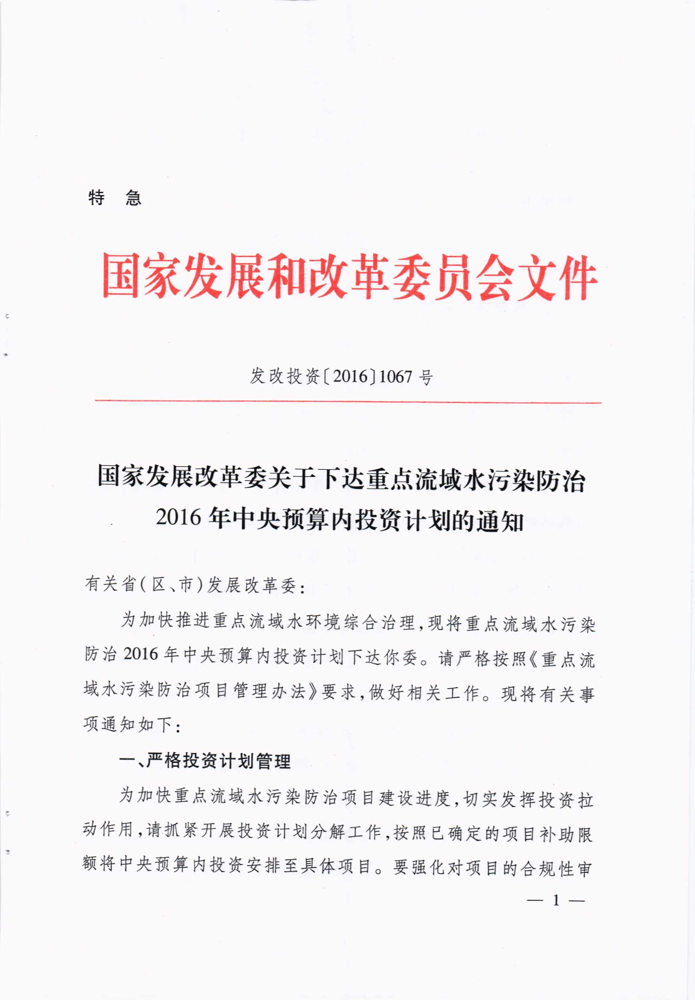 特 急
国家发展和改革委员会文件
发改投资〔2016〕1067 号
国家发展改革委关于下达重点流域水污染防治
2016 年中央预算内投资计划的通知
有关省(区、市)发展改革委:
为加快推进重点流域水环境综合治理,现将重点流域水污染
防治 2016 年中央预算内投资计划下达你委。请严格按照《重点流
域水污染防治项目管理办法》要求,做好相关工作。现将有关事
项通知如下:
一、严格投资计划管理
为加快重点流域水污染防治项目建设进度,切实发挥投资拉
动作用,请抓紧开展投资计划分解工作,按照已确定的项目补助限
额将中央预算内投资安排至具体项目。要强化对项目的合规性审
— 1 —